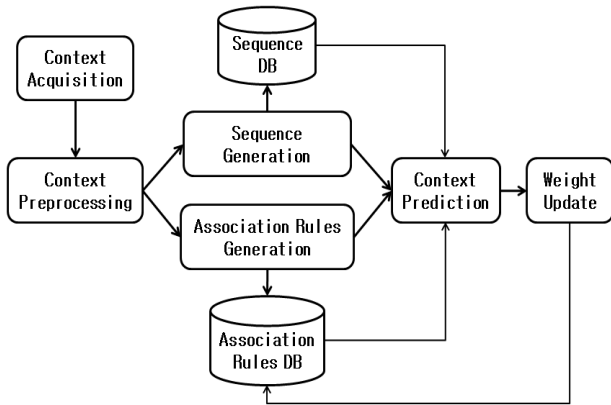 Context
Acquisition
Sequence
DB
Sequence
Generation
Context
Preprocessing
Association Rules
Generation
Context
Prediction
Weight
Update
Association
Rules DB